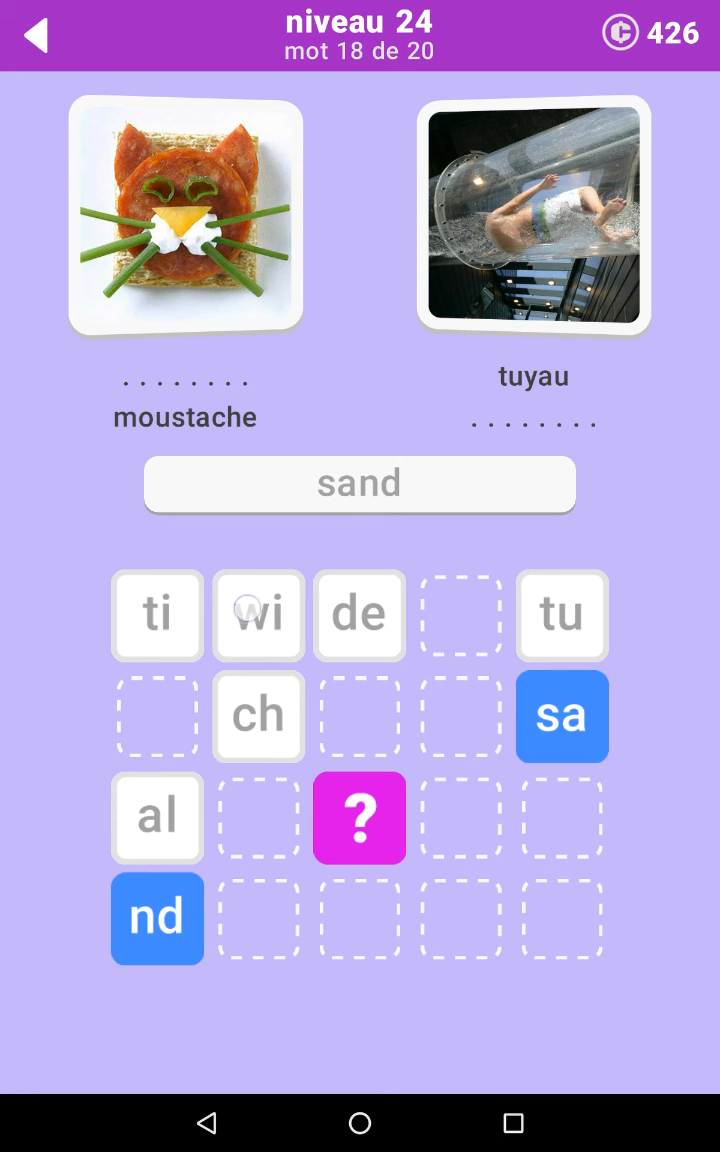 niveau 24
mot 18 de 20
426
. . . . . . . .
moustache
tuyau
. . . . . . . .
sand
ti wi de tu
ch sa
al ?
nd